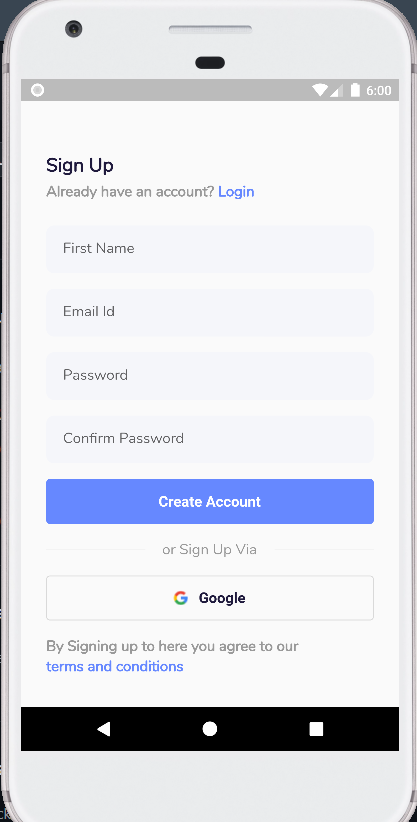 6:00
Sign Up
Already have an account? Login
First Name
Email Id
Password
Confirm Password
Create Account
or Sign Up Via
Google
By Signing up to here you agree to our
terms and conditions